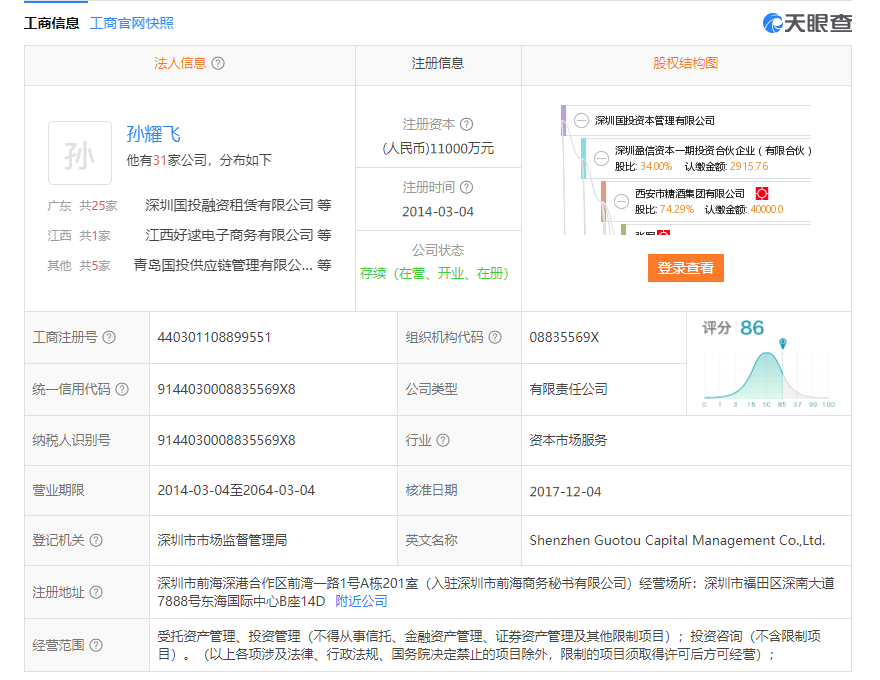 工商信息 工商官网快照
天眼查
法人信息 ? 注册信息 股权结构图
孙
孙耀飞
他有31家公司，分布如下
广东 共25家 深圳国投融资租赁有限公司 等
江西 共1家 江西好逑电子商务有限公司 等
其他 共5家 青岛国投供应链管理有限公... 等
注册资本 ?
(人民币)11000万元
注册时间 ?
2014-03-04
公司状态
存续（在营、开业、在册）
深圳国投资本管理有限公司
深圳盈信资本一期投资合伙企业（有限合伙）
股比: 34.00% 认缴金额: 2915.76
西安市糖酒集团有限公司
股比: 74.29% 认缴金额: 40000.0
登录查看
工商注册号 ? 440301108899551 组织机构代码 ? 08835569X
评分 86
0 1 3 15 50 85 97 99 100
统一信用代码 ? 9144030008835569X8 公司类型 有限责任公司
纳税人识别号 9144030008835569X8 行业 ? 资本市场服务
营业期限 2014-03-04至2064-03-04 核准日期 2017-12-04
登记机关 ? 深圳市市场监督管理局 英文名称 Shenzhen Guotou Capital Management Co.,Ltd.
注册地址 ? 深圳市前海深港合作区前湾一路1号A栋201室（入驻深圳市前海商务秘书有限公司）经营场所：深圳市福田区深南大道
7888号东海国际中心B座14D 附近公司
经营范围 ? 受托资产管理、投资管理（不得从事信托、金融资产管理、证券资产管理及其他限制项目）；投资咨询（不含限制项
目）。（以上各项涉及法律、行政法规、国务院决定禁止的项目除外，限制的项目须取得许可后方可经营）；